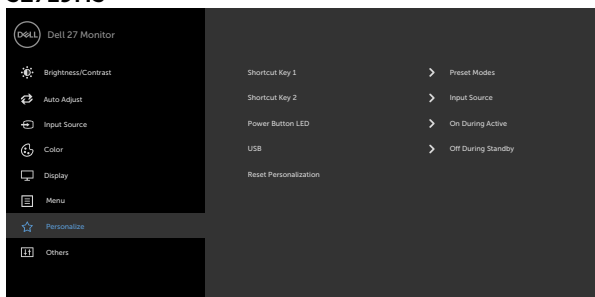 DELL Dell 27 Monitor
Brightness/Contrast
Auto Adjust
Input Source
Color
Display
Menu
Personalize
Others
Shortcut Key 1 Preset Modes
Shortcut Key 2 Input Source
Power Button LED On During Active
USB Off During Standby
Reset Personalization